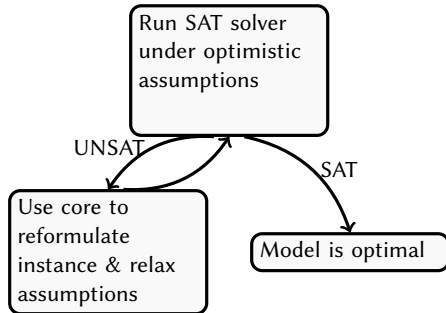 Run SAT solver
under optimistic
assumptions
UNSAT
SAT
Use core to
reformulate
instance & relax
assumptions
Model is optimal